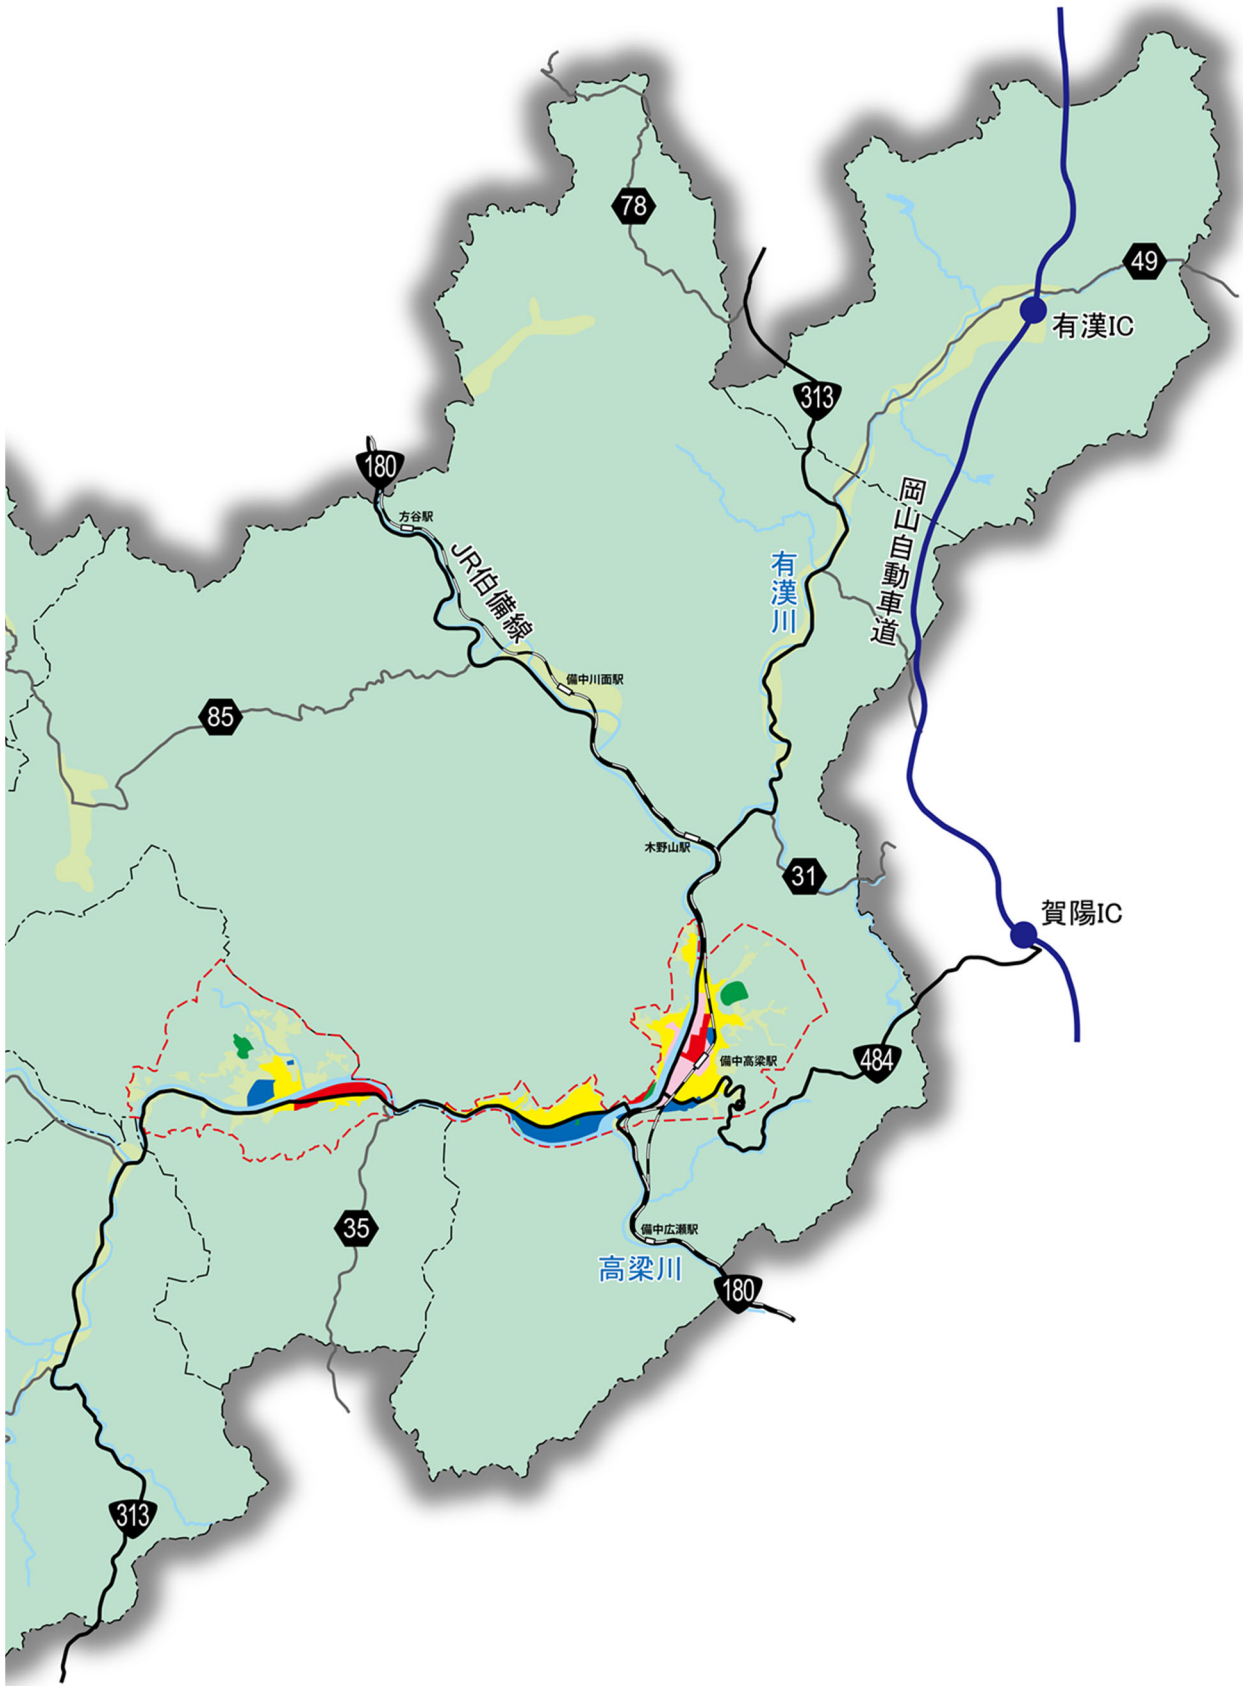 78
49
有漢IC
313
180
岡山自動車道
方谷駅
JR伯備線
有漢川
備中川面駅
85
木野山駅
31
賀陽IC
484
備中高梁駅
35
備中広瀬駅
高梁川
180
313